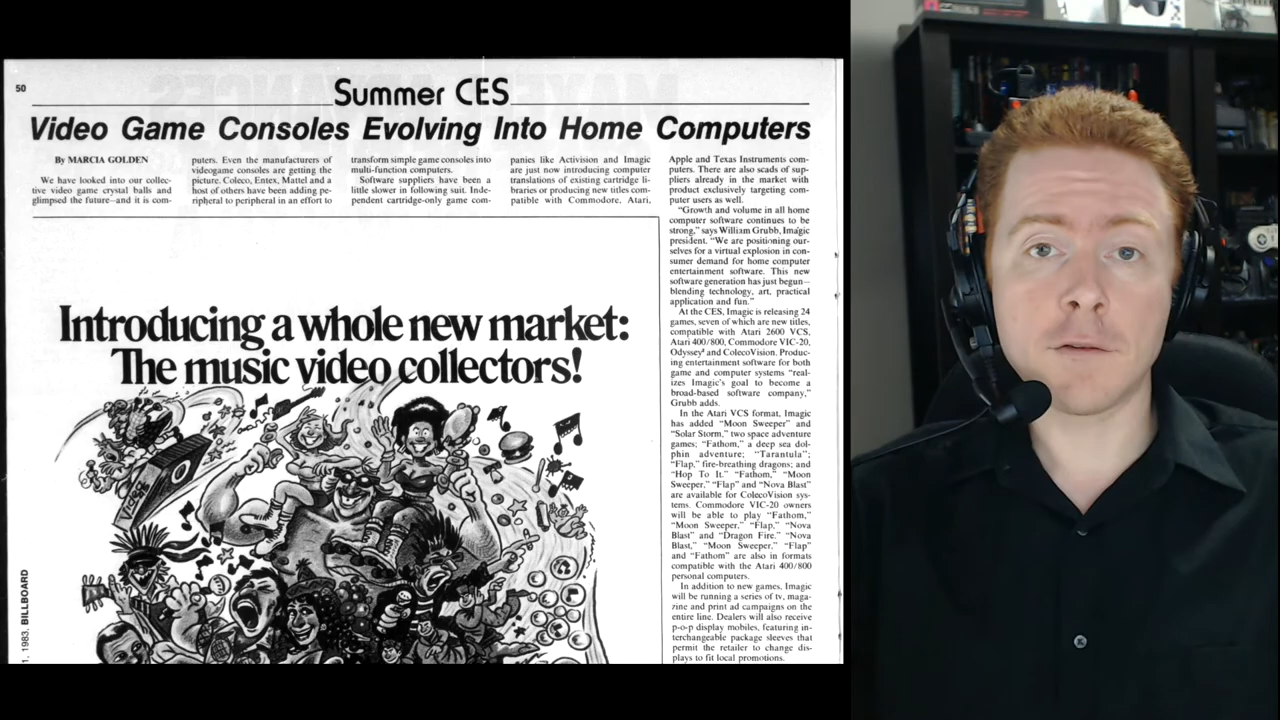 50
Summer CES
Video Game Consoles Evolving Into Home Computers
By MARCIA GOLDEN
We have looked into our collec-
tive video game crystal balls and
glimpsed the future—and it is com-
puters. Even the manufacturers of
videogame consoles are getting the
picture. Coleco, Entex, Mattel and a
host of others have been adding pe-
ripheral to peripheral in an effort to
transform simple game consoles into
multi-function computers.
Software suppliers have been a
little slower in following suit. Inde-
pendent cartridge-only game com-
panies like Activision and Imagic
are just now introducing computer
translations of existing cartridge li-
braries or producing new titles com-
patible with Commodore, Atari,
Apple and Texas Instruments com-
puters. There are also scads of sup-
pliers already in the market with
product exclusively targeting com-
puter users as well.
"Growth and volume in all home
computer software continues to be
strong," says William Grubb, Imagic
president. "We are positioning our-
selves for a virtual explosion in con-
sumer demand for home computer
entertainment software. This new
software generation has just begun—
blending technology, art, practical
application and fun."
At the CES, Imagic is releasing 24
games, seven of which are new titles,
compatible with Atari 2600 VCS,
Atari 400/800, Commodore VIC-20,
Odyssey² and ColecoVision. Produc-
ing entertainment software for both
game and computer systems "real-
izes Imagic's goal to become a
broad-based software company,"
Grubb adds.
In the Atari VCS format, Imagic
has added "Moon Sweeper" and
"Solar Storm," two space adventure
games; "Fathom," a deep sea dol-
phin adventure; "Tarantula";
"Flap," fire-breathing dragons; and
"Hop To It." "Fathom," "Moon
Sweeper," "Flap" and "Nova Blast"
are available for ColecoVision sys-
tems. Commodore VIC-20 owners
will be able to play "Fathom,"
"Moon Sweeper," "Flap," "Nova
Blast" and "Dragon Fire." "Nova
Blast," "Moon Sweeper," "Flap"
and "Fathom" are also in formats
compatible with the Atari 400/800
personal computers.
In addition to new games, Imagic
will be running a series of tv, maga-
zine and print ad campaigns on the
entire line. Dealers will also receive
p-o-p display mobiles, featuring in-
terchangeable package sleeves that
permit the retailer to change dis-
plays to fit local promotions.
Introducing a whole new market:
The music video collectors!
1, 1983, BILLBOARD